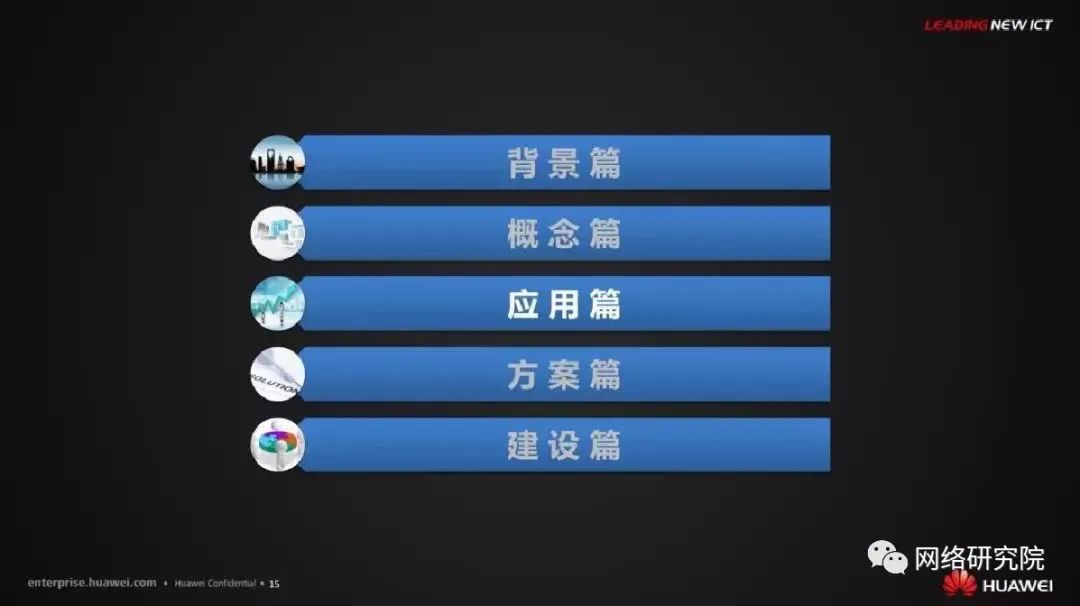 LEADING NEW ICT
背景篇
概念篇
应用篇
方案篇
SOLUTION
建设篇
网络研究院
enterprise.huawei.com • Huawei Confidential • 15
HUAWEI